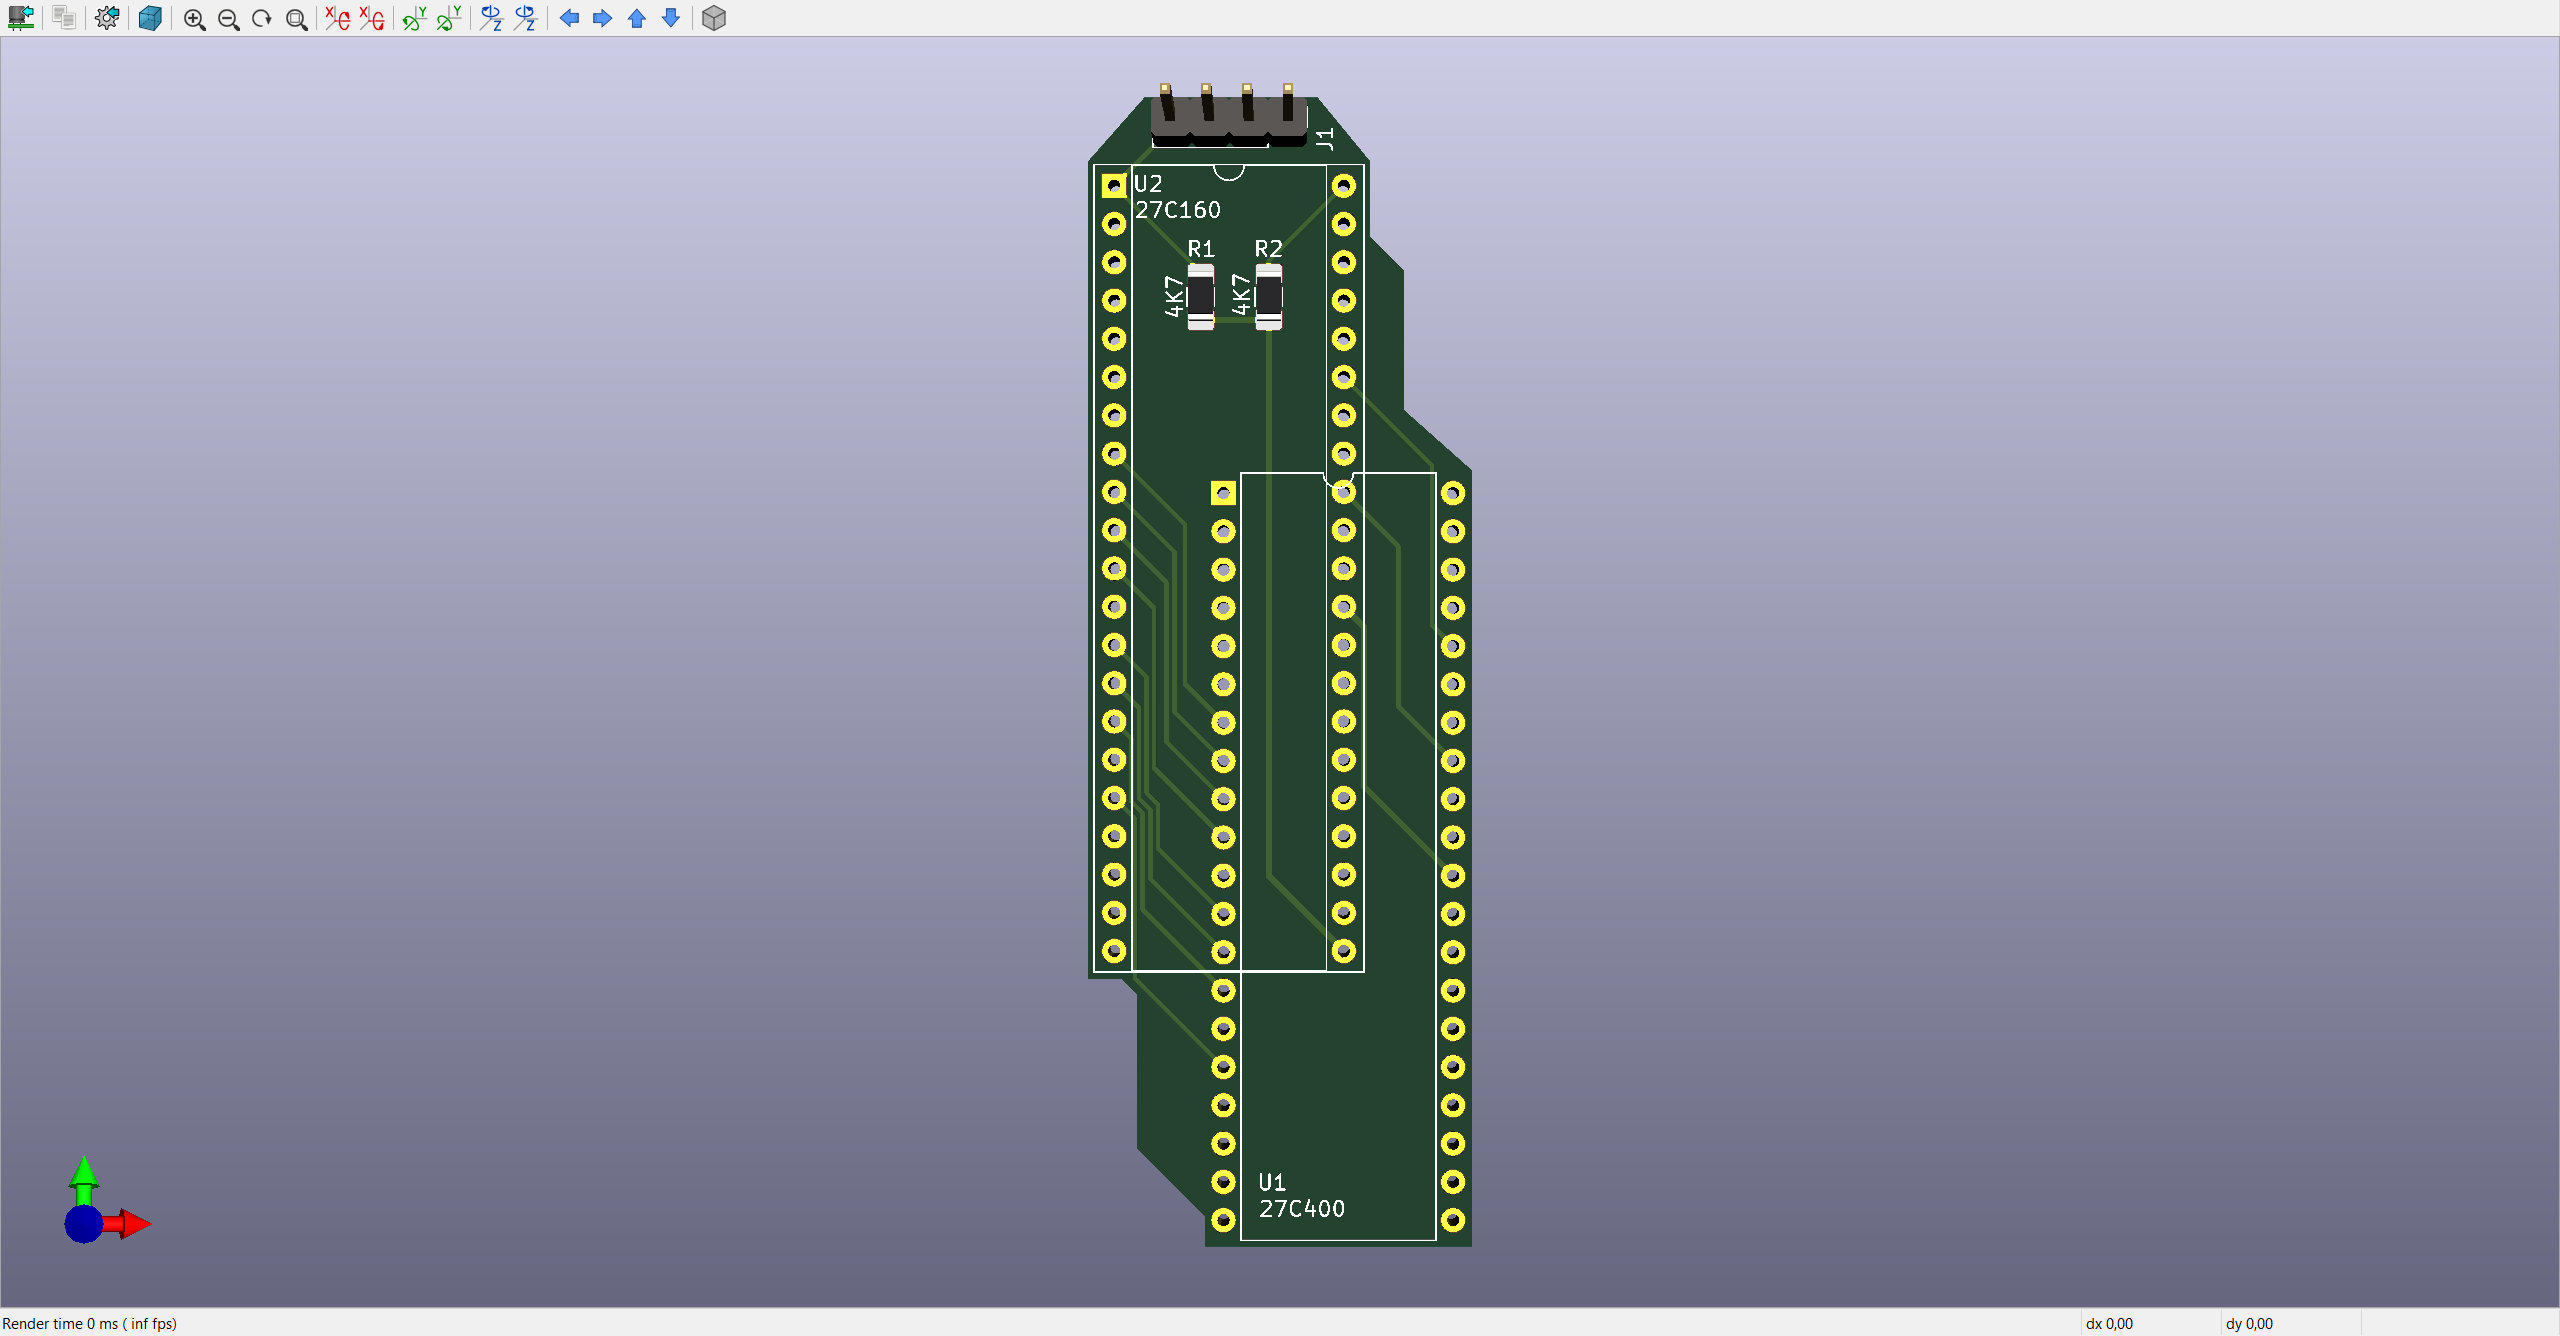 J1
U2
27C160
R1
R2
4K7
4K7
U1
27C400
Render time 0 ms ( inf fps)
dx 0,00
dy 0,00